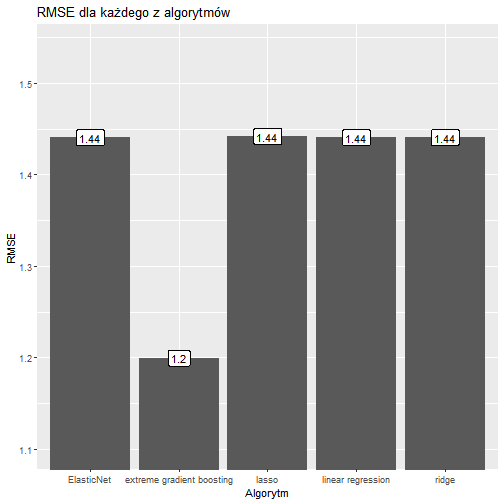 RMSE dla każdego z algorytmów
1.5
1.4
1.3
1.2
1.1
RMSE
1.44
1.2
1.44
1.44
1.44
ElasticNet
extreme gradient boosting
lasso
linear regression
ridge
Algorytm